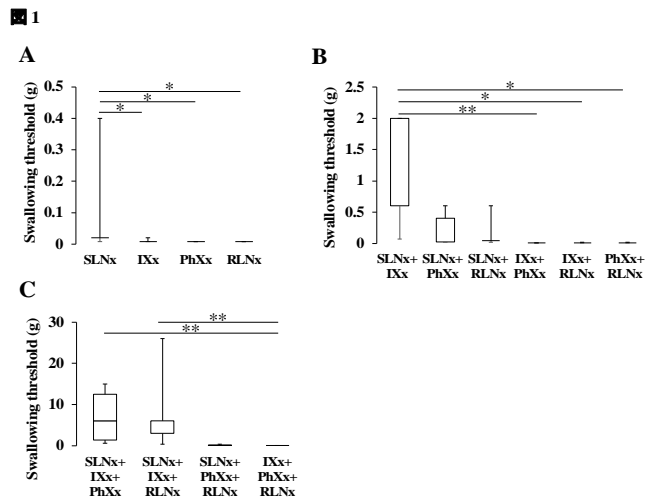 図 1
A
Swallowing threshold (g)
0.5
0.4
0.3
0.2
0.1
0
*
*
*
SLNx IXx PhXx RLNx
B
Swallowing threshold (g)
2.5
2
1.5
1
0.5
0
*
*
**
SLNx+ SLNx+ SLNx+ IXx+ IXx+ PhXx+
IXx PhXx RLNx PhXx RLNx RLNx
C
Swallowing threshold (g)
30
20
10
0
**
**
SLNx+ SLNx+ SLNx+ IXx+
IXx+ IXx+ PhXx+ PhXx+
PhXx RLNx RLNx RLNx